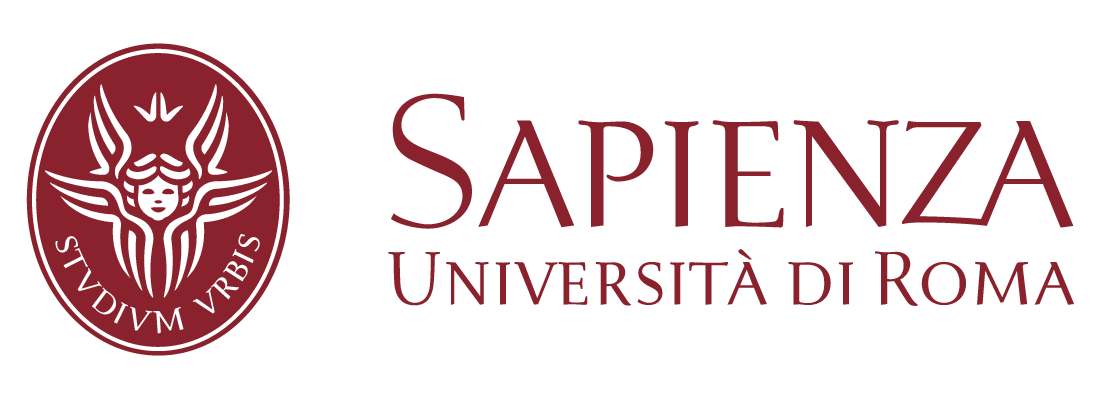 STVDIVM VRBIS
SAPIENZA
UNIVERSITÀ DI ROMA